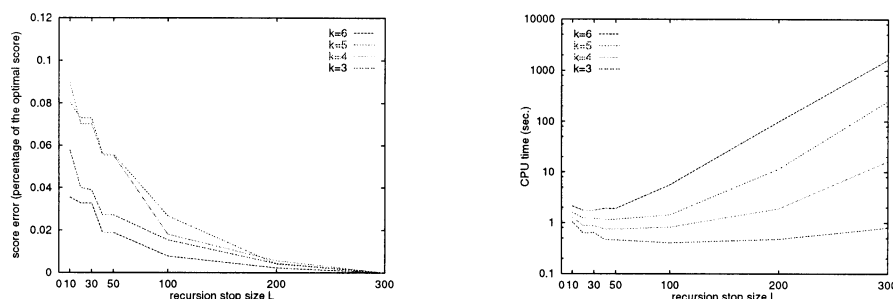 0.12
0.1
0.08
0.06
0.04
0.02
0
score error (percentage of the optimal score)
k=6
k=5
k=4
k=3
0 10 30 50 100 200 300
recursion stop size L
10000
1000
100
10
1
0.1
CPU time (sec.)
k=6
k=5
k=4
k=3
0 10 30 50 100 200 300
recursion stop size L